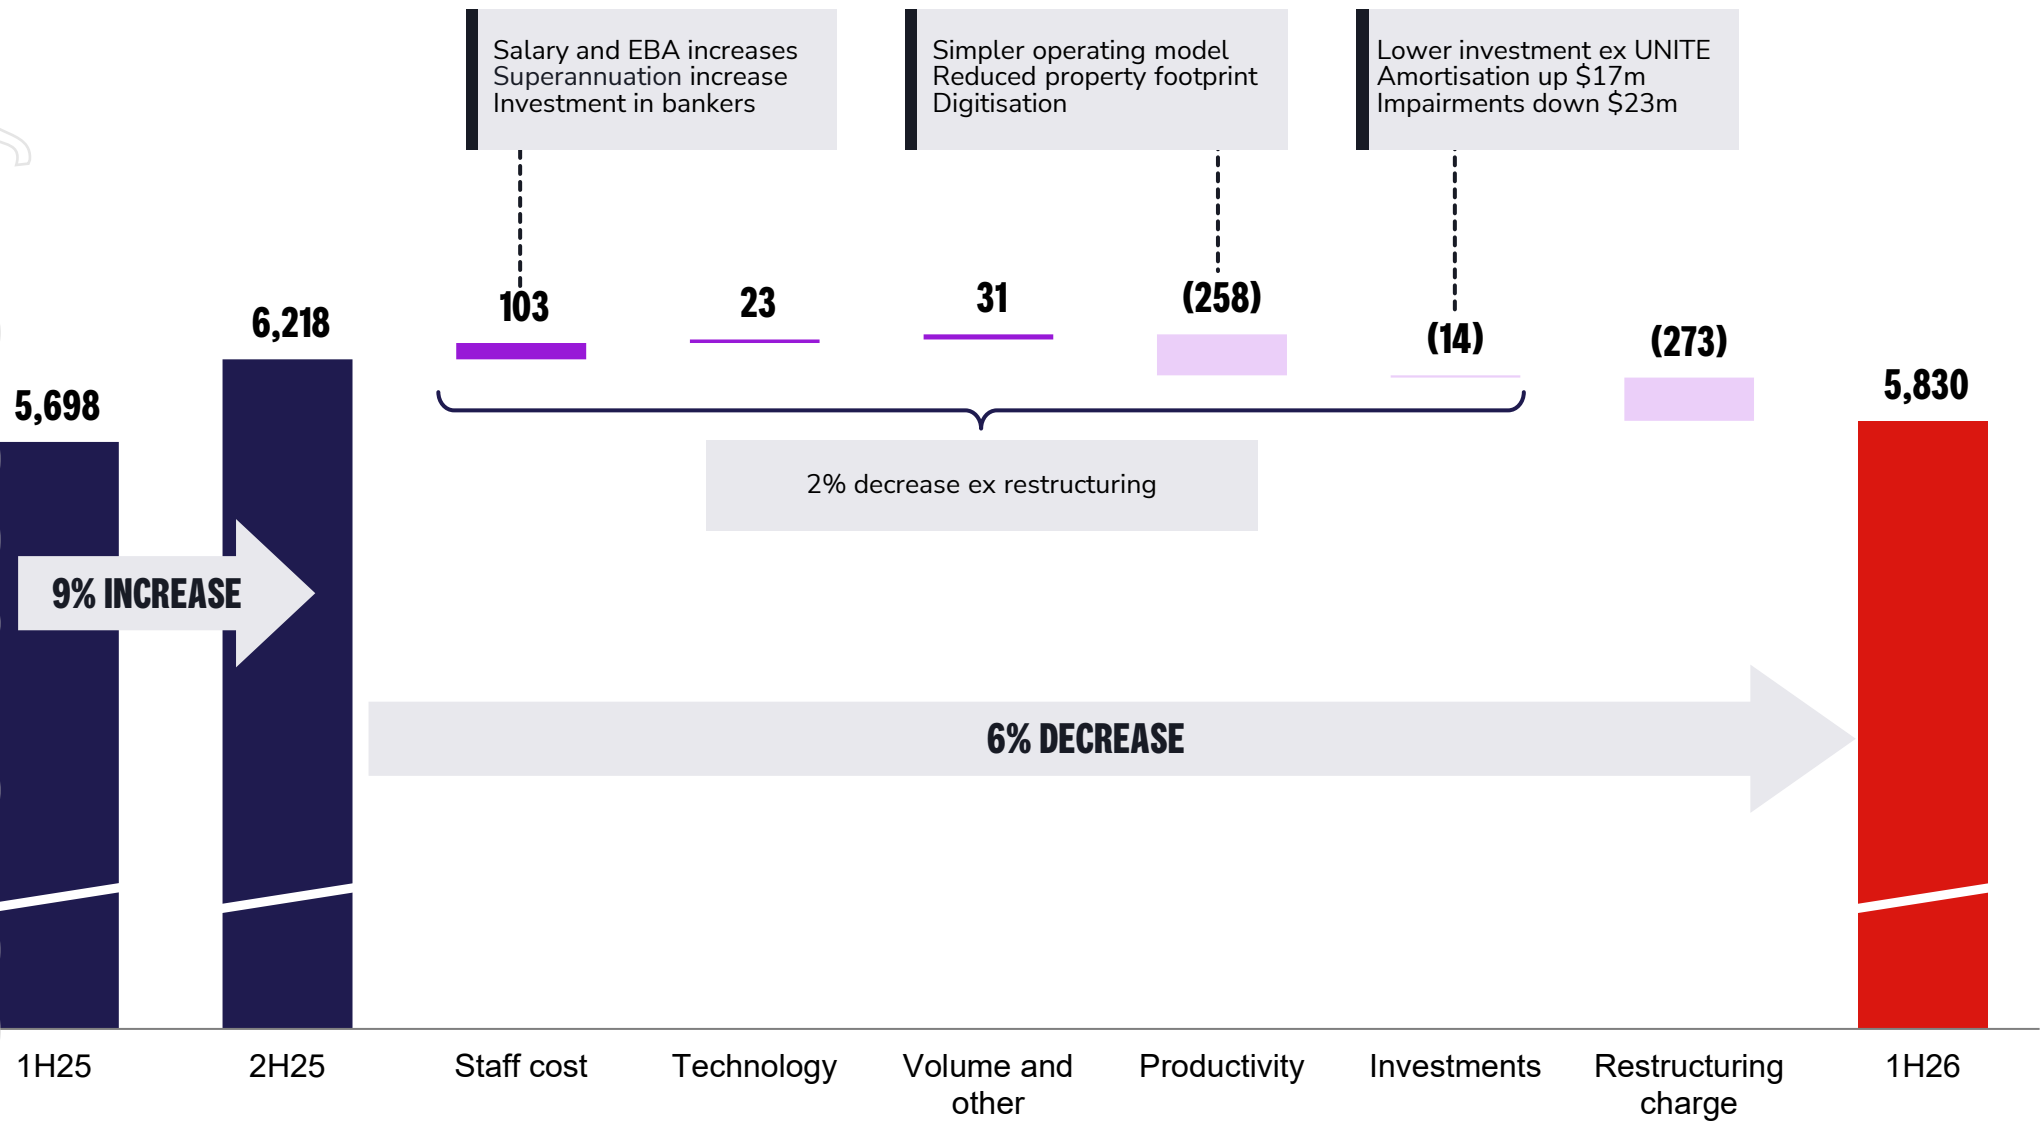 Salary and EBA increases
Superannuation increase
Investment in bankers
Simpler operating model
Reduced property footprint
Digitisation
Lower investment ex UNITE
Amortisation up $17m
Impairments down $23m
5,698
6,218
103
23
31
(258)
(14)
(273)
5,830
2% decrease ex restructuring
9% INCREASE
6% DECREASE
1H25
2H25
Staff cost
Technology
Volume and
other
Productivity
Investments
Restructuring
charge
1H26